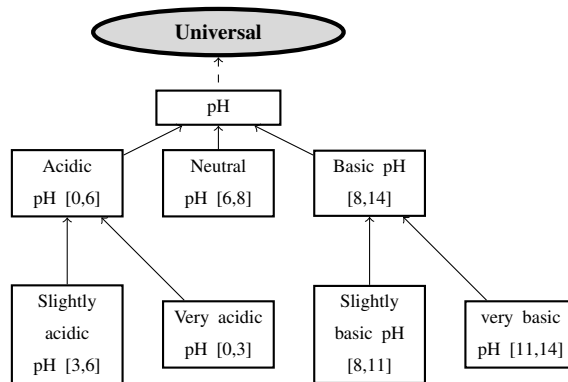 Universal
pH
Acidic
pH [0,6]
Neutral
pH [6,8]
Basic pH
[8,14]
Slightly
acidic
pH [3,6]
Very acidic
pH [0,3]
Slightly
basic pH
[8,11]
very basic
pH [11,14]